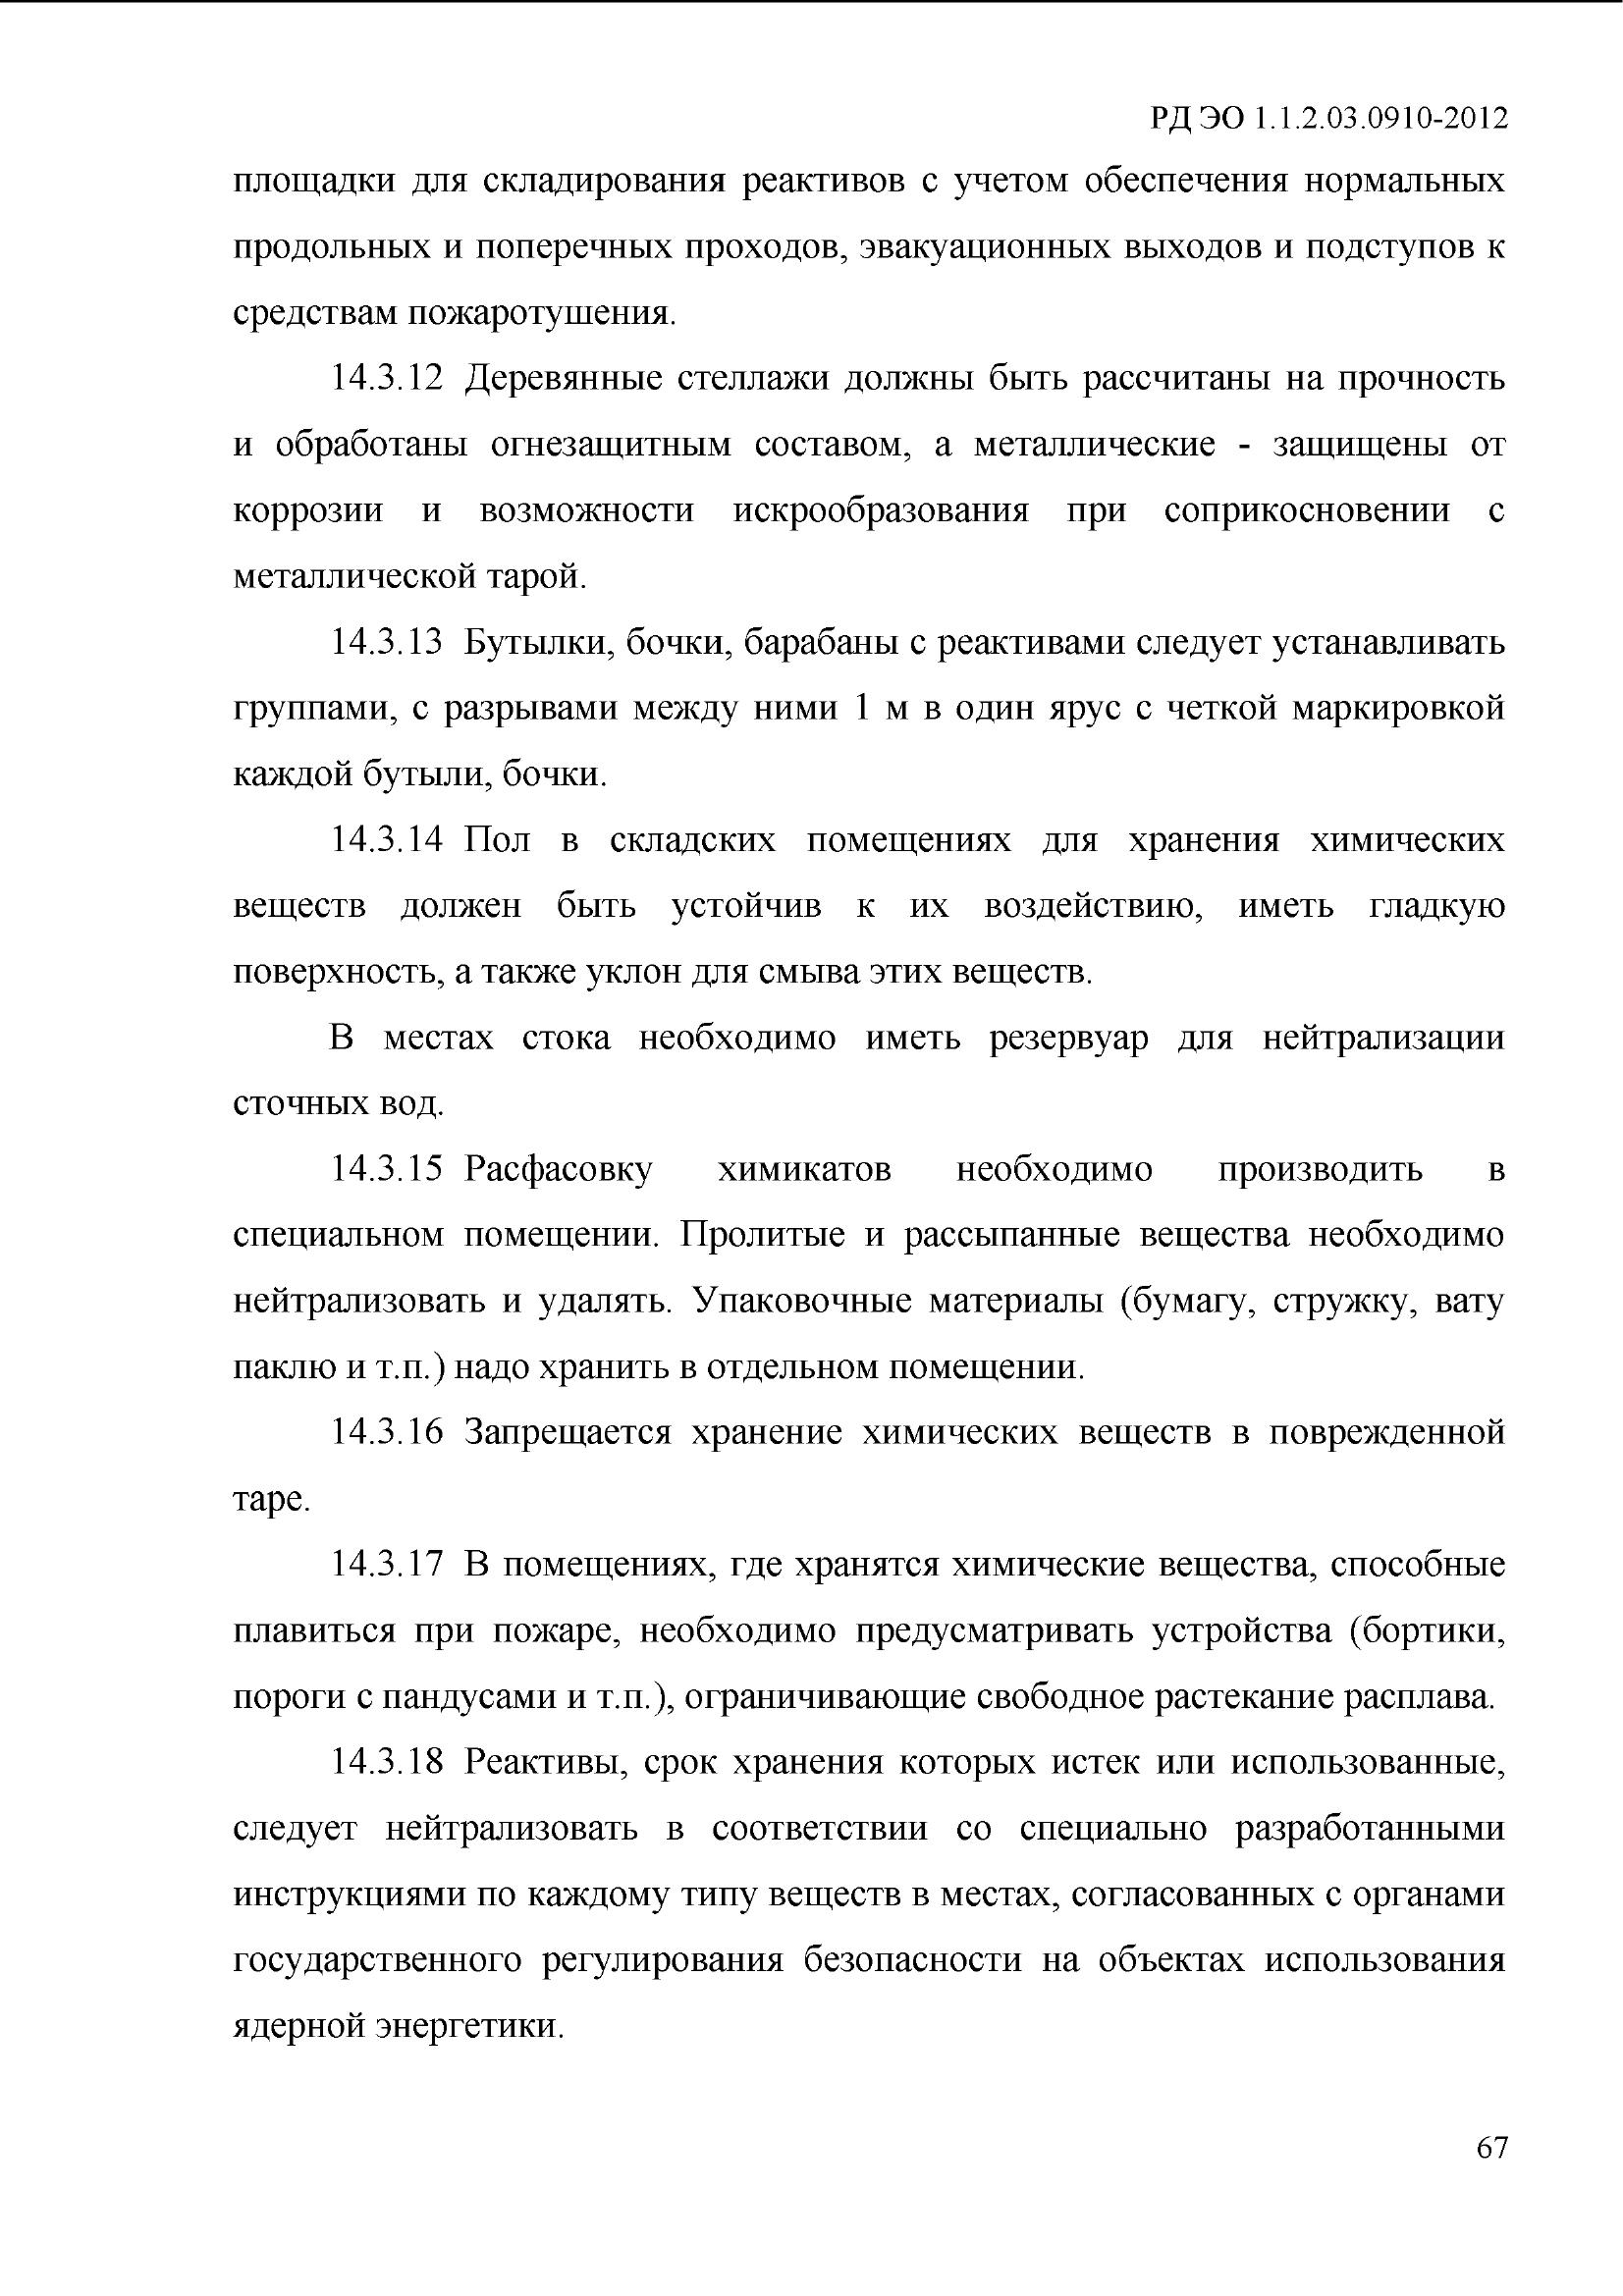 РД ЭО 1.1.2.03.0910-2012
площадки для складирования реактивов с учетом обеспечения нормальных
продольных и поперечных проходов, эвакуационных выходов и подступов к
средствам пожаротушения.
14.3.12 Деревянные стеллажи должны быть рассчитаны на прочность
и обработаны огнезащитным составом, а металлические - защищены от
коррозии и возможности искрообразования при соприкосновении с
металлической тарой.
14.3.13 Бутылки, бочки, барабаны с реактивами следует устанавливать
группами, с разрывами между ними 1 м в один ярус с четкой маркировкой
каждой бутыли, бочки.
14.3.14 Пол в складских помещениях для хранения химических
веществ должен быть устойчив к их воздействию, иметь гладкую
поверхность, а также уклон для смыва этих веществ.
В местах стока необходимо иметь резервуар для нейтрализации
сточных вод.
14.3.15 Расфасовку химикатов необходимо производить в
специальном помещении. Пролитые и рассыпанные вещества необходимо
нейтрализовать и удалять. Упаковочные материалы (бумагу, стружку, вату
паклю и т.п.) надо хранить в отдельном помещении.
14.3.16 Запрещается хранение химических веществ в поврежденной
таре.
14.3.17 В помещениях, где хранятся химические вещества, способные
плавиться при пожаре, необходимо предусматривать устройства (бортики,
пороги с пандусами и т.п.), ограничивающие свободное растекание расплава.
14.3.18 Реактивы, срок хранения которых истек или использованные,
следует нейтрализовать в соответствии со специально разработанными
инструкциями по каждому типу веществ в местах, согласованных с органами
государственного регулирования безопасности на объектах использования
ядерной энергетики.
67